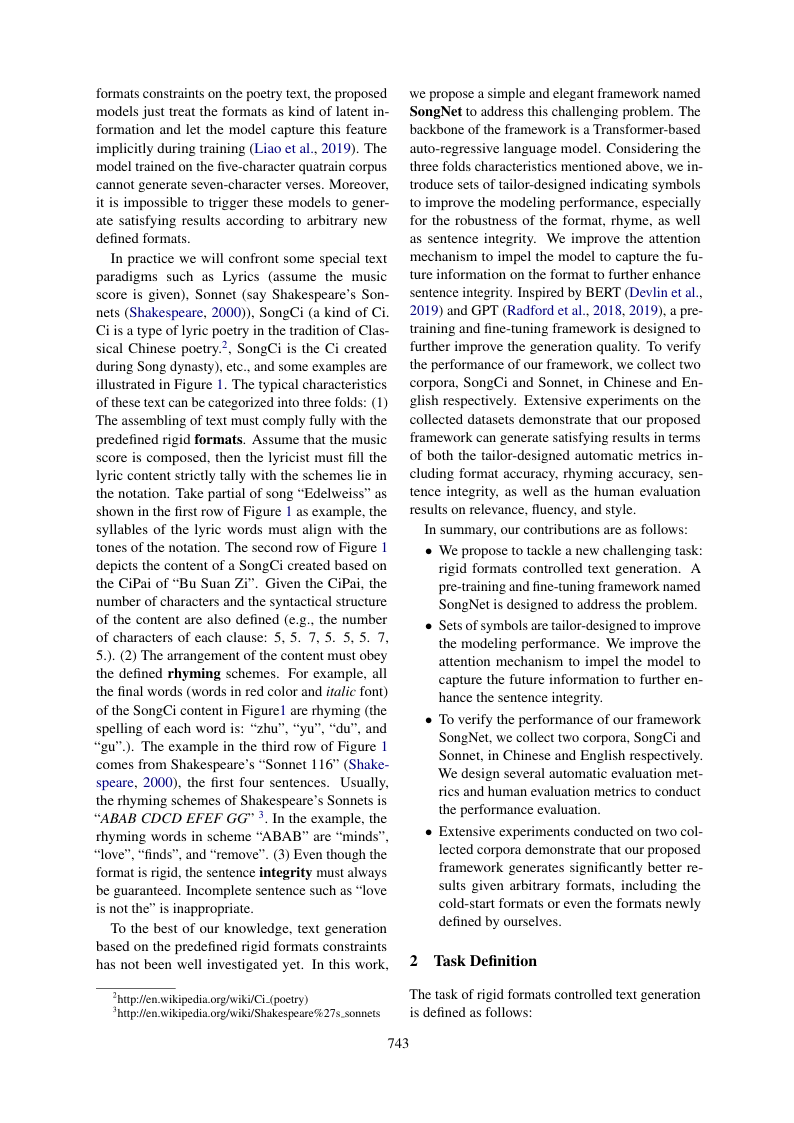 formats constraints on the poetry text, the proposed
models just treat the formats as kind of latent in-
formation and let the model capture this feature
implicitly during training (Liao et al., 2019). The
model trained on the five-character quatrain corpus
cannot generate seven-character verses. Moreover,
it is impossible to trigger these models to gener-
ate satisfying results according to arbitrary new
defined formats.
In practice we will confront some special text
paradigms such as Lyrics (assume the music
score is given), Sonnet (say Shakespeare's Son-
nets (Shakespeare, 2000)), SongCi (a kind of Ci.
Ci is a type of lyric poetry in the tradition of Clas-
sical Chinese poetry.2, SongCi is the Ci created
during Song dynasty), etc., and some examples are
illustrated in Figure 1. The typical characteristics
of these text can be categorized into three folds: (1)
The assembling of text must comply fully with the
predefined rigid formats. Assume that the music
score is composed, then the lyricist must fill the
lyric content strictly tally with the schemes lie in
the notation. Take partial of song “Edelweiss” as
shown in the first row of Figure 1 as example, the
syllables of the lyric words must align with the
tones of the notation. The second row of Figure 1
depicts the content of a SongCi created based on
the CiPai of “Bu Suan Zi”. Given the CiPai, the
number of characters and the syntactical structure
of the content are also defined (e.g., the number
of characters of each clause: 5, 5. 7, 5. 5, 5. 7,
5.). (2) The arrangement of the content must obey
the defined rhyming schemes. For example, all
the final words (words in red color and italic font)
of the SongCi content in Figure1 are rhyming (the
spelling of each word is: “zhu”, “yu”, “du”, and
“gu”.). The example in the third row of Figure 1
comes from Shakespeare's “Sonnet 116” (Shake-
speare, 2000), the first four sentences. Usually,
the rhyming schemes of Shakespeare's Sonnets is
“ABAB CDCD EFEF GG” 3. In the example, the
rhyming words in scheme “ABAB” are “minds”,
“love”, “finds”, and “remove”. (3) Even though the
format is rigid, the sentence integrity must always
be guaranteed. Incomplete sentence such as “love
is not the” is inappropriate.
To the best of our knowledge, text generation
based on the predefined rigid formats constraints
has not been well investigated yet. In this work,
2http://en.wikipedia.org/wiki/Ci_(poetry)
3http://en.wikipedia.org/wiki/Shakespeare%27s_sonnets
we propose a simple and elegant framework named
SongNet to address this challenging problem. The
backbone of the framework is a Transformer-based
auto-regressive language model. Considering the
three folds characteristics mentioned above, we in-
troduce sets of tailor-designed indicating symbols
to improve the modeling performance, especially
for the robustness of the format, rhyme, as well
as sentence integrity. We improve the attention
mechanism to impel the model to capture the fu-
ture information on the format to further enhance
sentence integrity. Inspired by BERT (Devlin et al.,
2019) and GPT (Radford et al., 2018, 2019), a pre-
training and fine-tuning framework is designed to
further improve the generation quality. To verify
the performance of our framework, we collect two
corpora, SongCi and Sonnet, in Chinese and En-
glish respectively. Extensive experiments on the
collected datasets demonstrate that our proposed
framework can generate satisfying results in terms
of both the tailor-designed automatic metrics in-
cluding format accuracy, rhyming accuracy, sen-
tence integrity, as well as the human evaluation
results on relevance, fluency, and style.
In summary, our contributions are as follows:
• We propose to tackle a new challenging task:
rigid formats controlled text generation. A
pre-training and fine-tuning framework named
SongNet is designed to address the problem.
• Sets of symbols are tailor-designed to improve
the modeling performance. We improve the
attention mechanism to impel the model to
capture the future information to further en-
hance the sentence integrity.
• To verify the performance of our framework
SongNet, we collect two corpora, SongCi and
Sonnet, in Chinese and English respectively.
We design several automatic evaluation met-
rics and human evaluation metrics to conduct
the performance evaluation.
• Extensive experiments conducted on two col-
lected corpora demonstrate that our proposed
framework generates significantly better re-
sults given arbitrary formats, including the
cold-start formats or even the formats newly
defined by ourselves.
2 Task Definition
The task of rigid formats controlled text generation
is defined as follows:
743